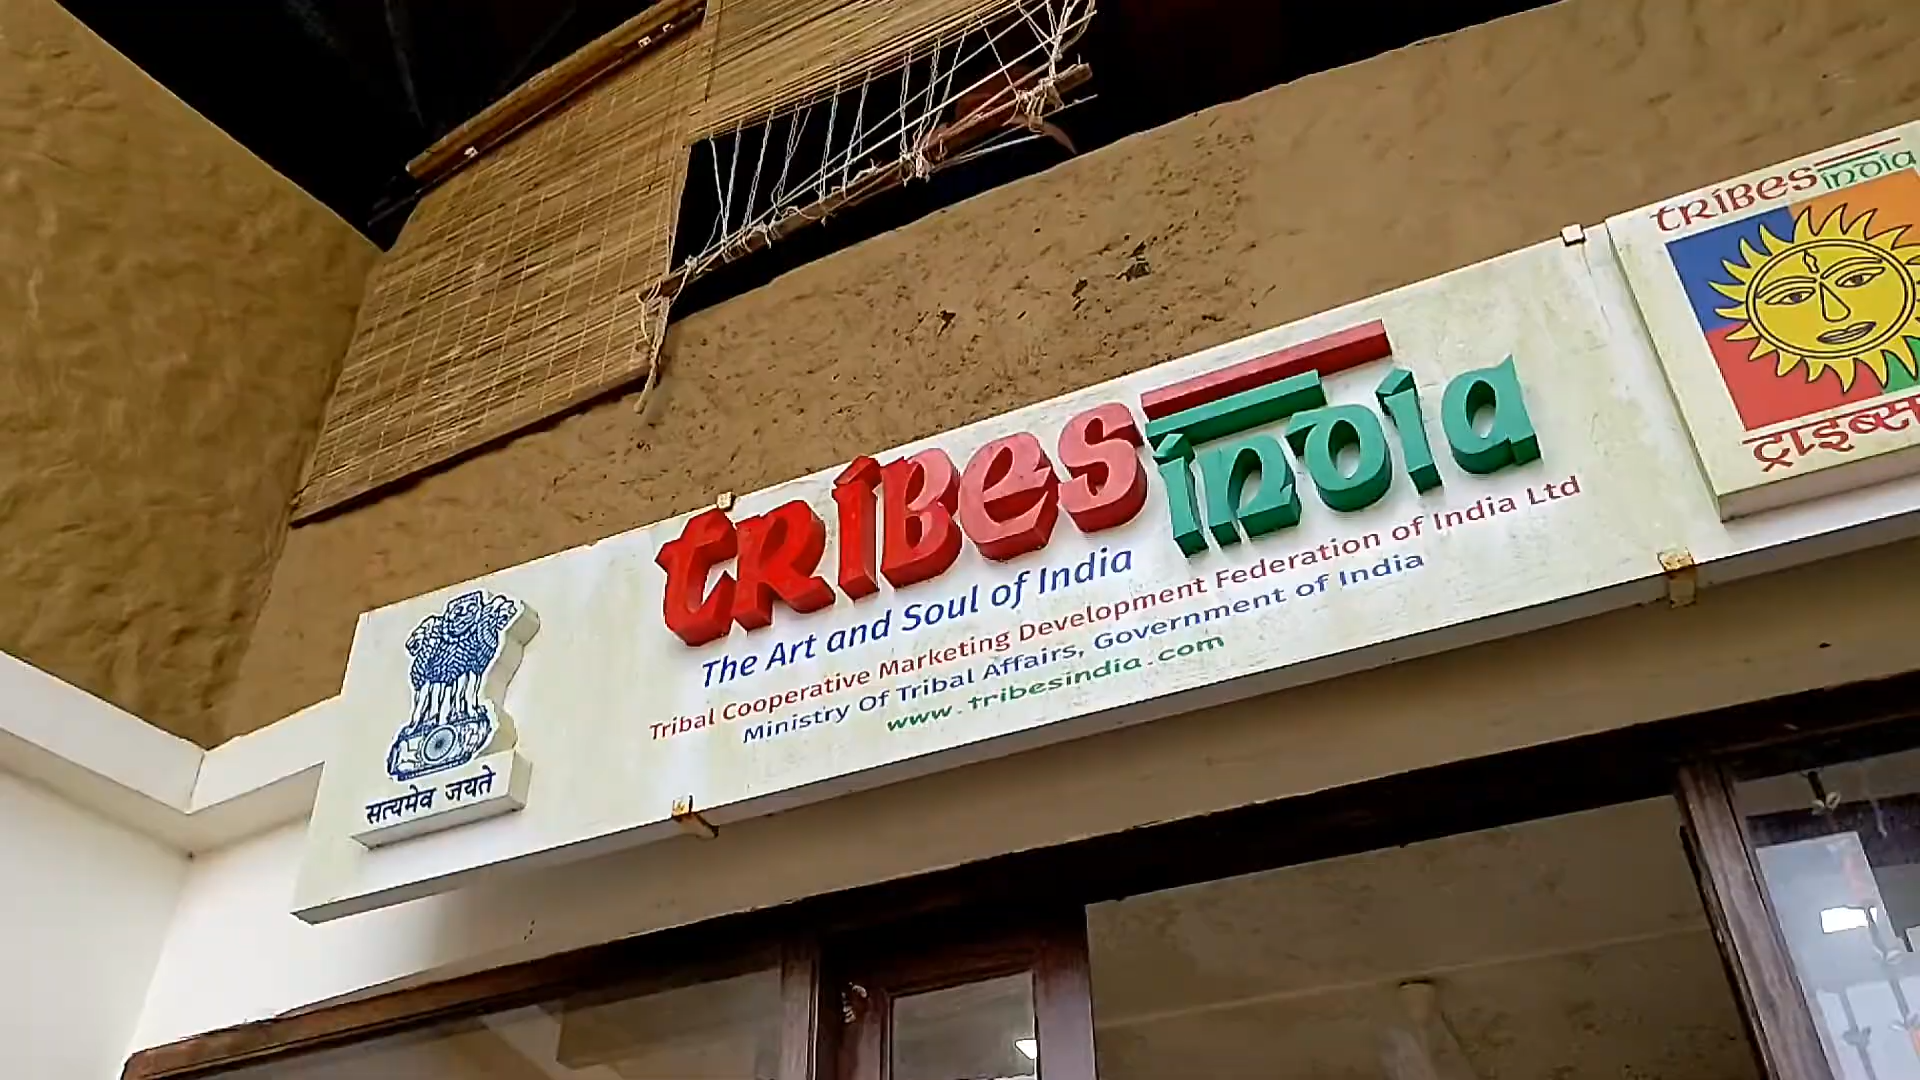 सत्यमेव जयते
tribes india
The Art and Soul of India
Tribal Cooperative Marketing Development Federation of India Ltd
Ministry Of Tribal Affairs, Government of India
www.tribesindia.com
tribes india
ट्राइब्स